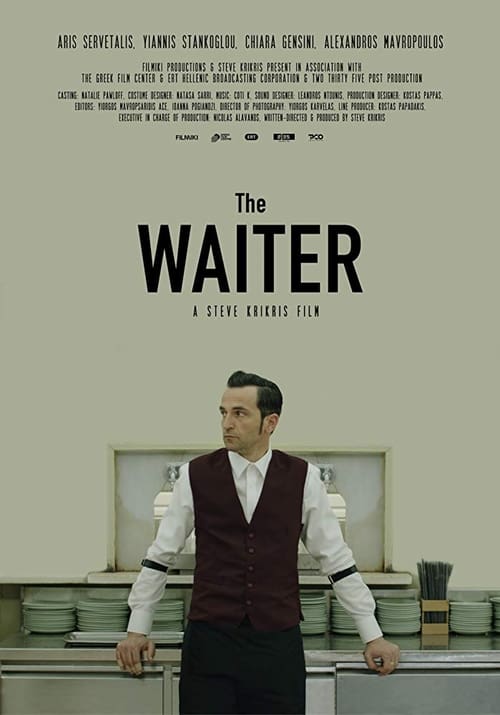 ARIS SERVETALIS, YIANNIS STANKOGLOU, CHIARA GENSINI, ALEXANDROS MAVROPOULOS
FILMIKI PRODUCTIONS & STEVE KRIKRIS PRESENT IN ASSOCIATION WITH
THE GREEK FILM CENTER & ERT HELLENIC BROADCASTING CORPORATION & TWO THIRTY FIVE POST PRODUCTION
CASTING: NATALIE PAWLOFF, COSTUME DESIGNER: NATASA SARRI, MUSIC: COTI K, SOUND DESIGNER: LEANDROS NTOUNIS, PRODUCTION DESIGNER: KOSTAS PAPPAS,
EDITORS: YIORGOS MAVROPSARIDIS ACE, IOANNA POGIANTZI, DIRECTOR OF PHOTOGRAPHY: YIORGOS KARVELAS, LINE PRODUCER: KOSTAS PAPADAKIS,
EXECUTIVE IN CHARGE OF PRODUCTION: NICOLAS ALAVANOS, WRITTEN-DIRECTED & PRODUCED BY STEVE KRIKRIS
FILMIKI ERT
The
WAITER
A STEVE KRIKRIS FILM